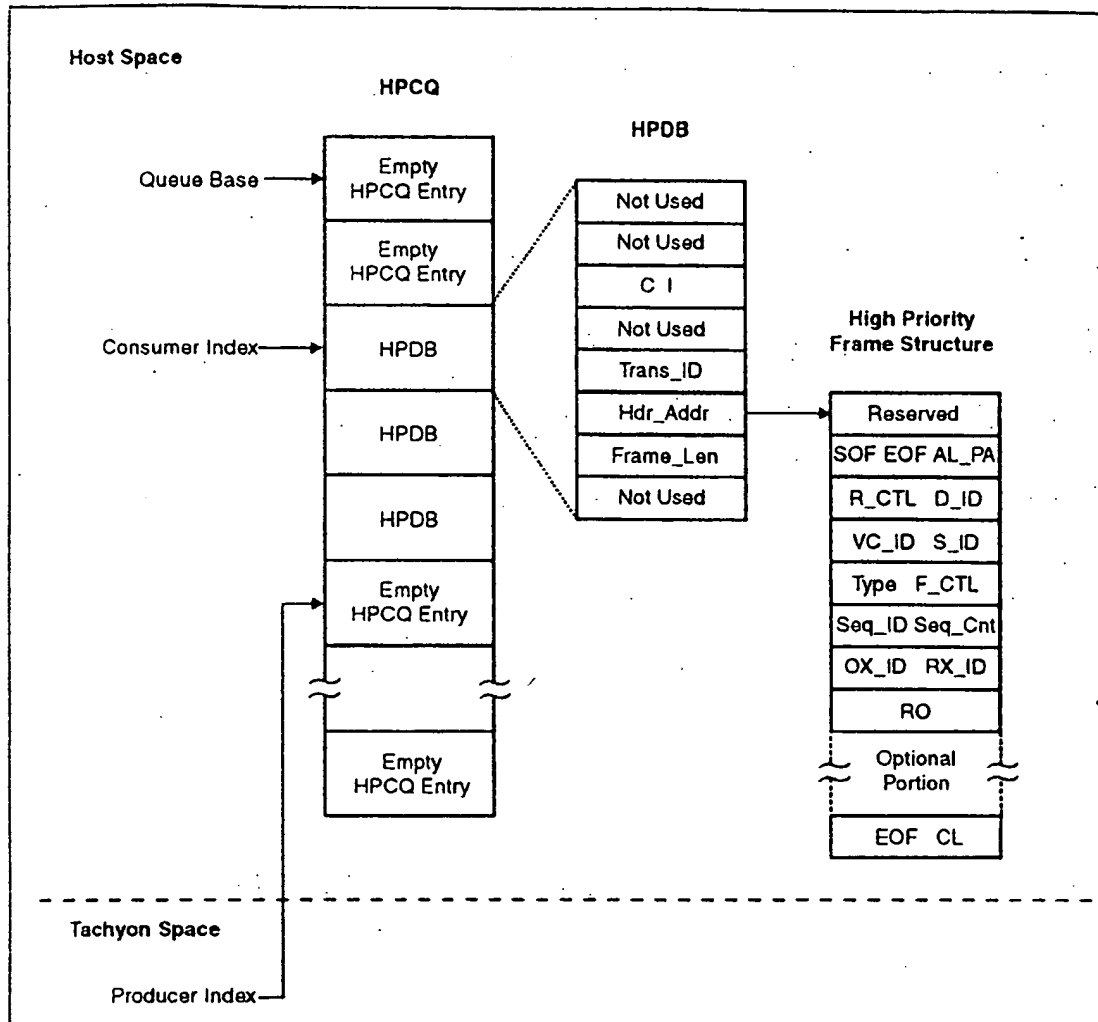 Host Space
HPCQ
HPDB
Queue Base
Empty
HPCQ Entry
Empty
HPCQ Entry
Consumer Index
HPDB
HPDB
HPDB
Empty
HPCQ Entry
Empty
HPCQ Entry
Not Used
Not Used
C I
Not Used
Trans_ID
Hdr_Addr
Frame_Len
Not Used
High Priority
Frame Structure
Reserved
SOF EOF AL_PA
R_CTL D_ID
VC_ID S_ID
Type F_CTL
Seq_ID Seq_Cnt
OX_ID RX_ID
RO
Optional
Portion
EOF CL
Tachyon Space
Producer Index